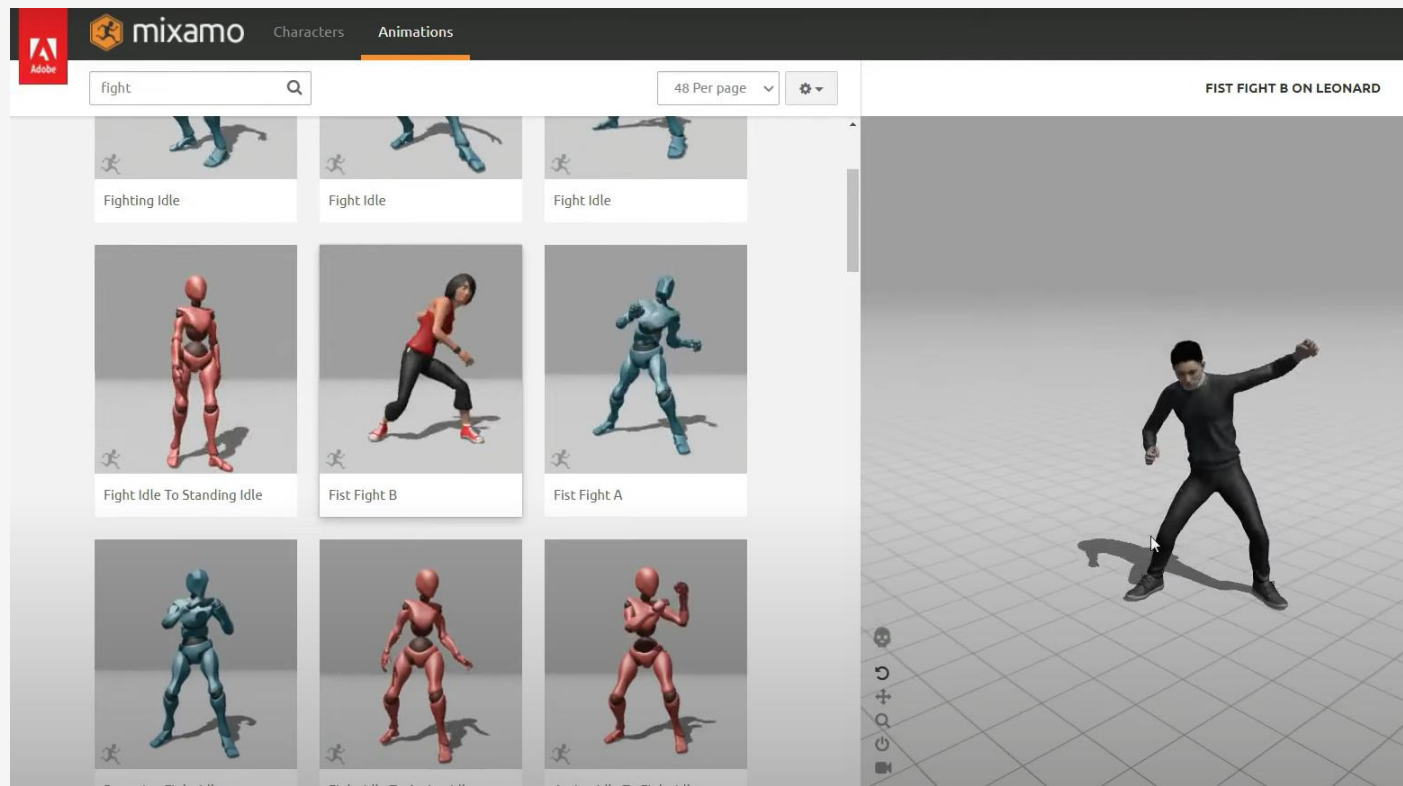 Adobe
mixamo
Characters
Animations
fight
48 Per page
FIST FIGHT B ON LEONARD
Fighting Idle
Fight Idle
Fight Idle
Fight Idle To Standing Idle
Fist Fight B
Fist Fight A